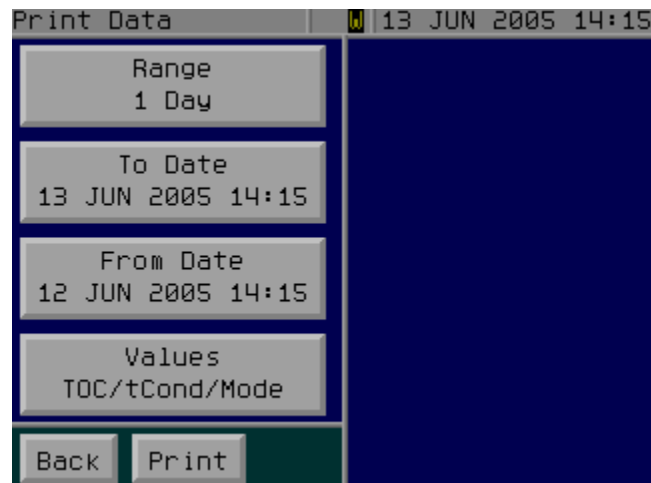 Print Data W 13 JUN 2005 14:15
Range
1 Day
To Date
13 JUN 2005 14:15
From Date
12 JUN 2005 14:15
Values
TOC/tCond/Mode
Back Print